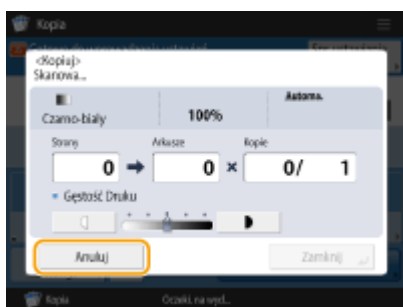 Kopia
<Kopiuj>
Skanowa...
Czarno-biały
100%
Automa.
Strony Arkusze Kopie
0 ➡ 0 × 0/ 1
Gęstość Druku
Anuluj
Zamknij
Kopia Oczeki. na wyd...